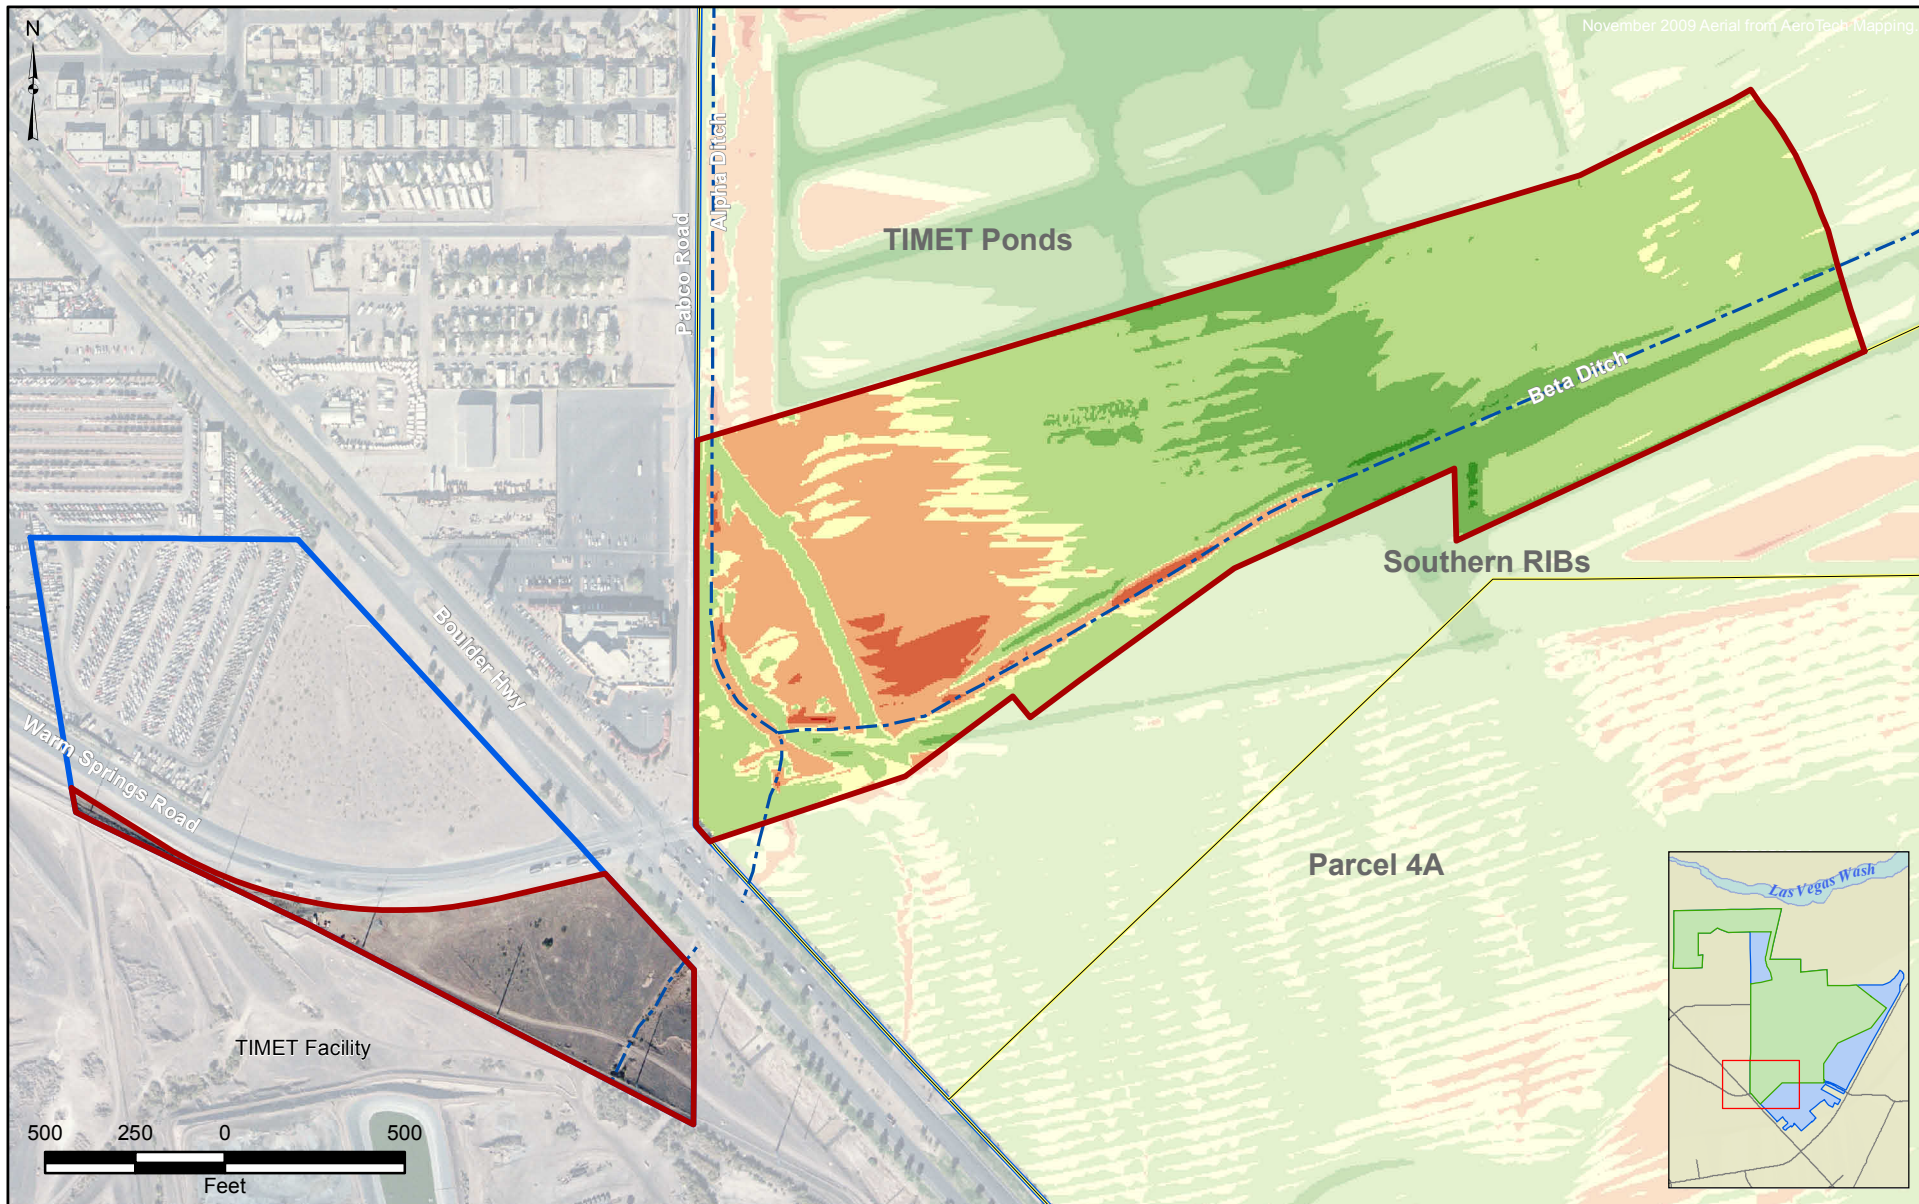 November 2009 Aerial from AeroTech Mapping.
N
Alpha Ditch
Pabco Road
TIMET Ponds
Beta Ditch
Southern RIBs
Boulder Hwy
Warm Springs Road
Parcel 4A
TIMET Facility
Las Vegas Wash
500 250 0 500
Feet